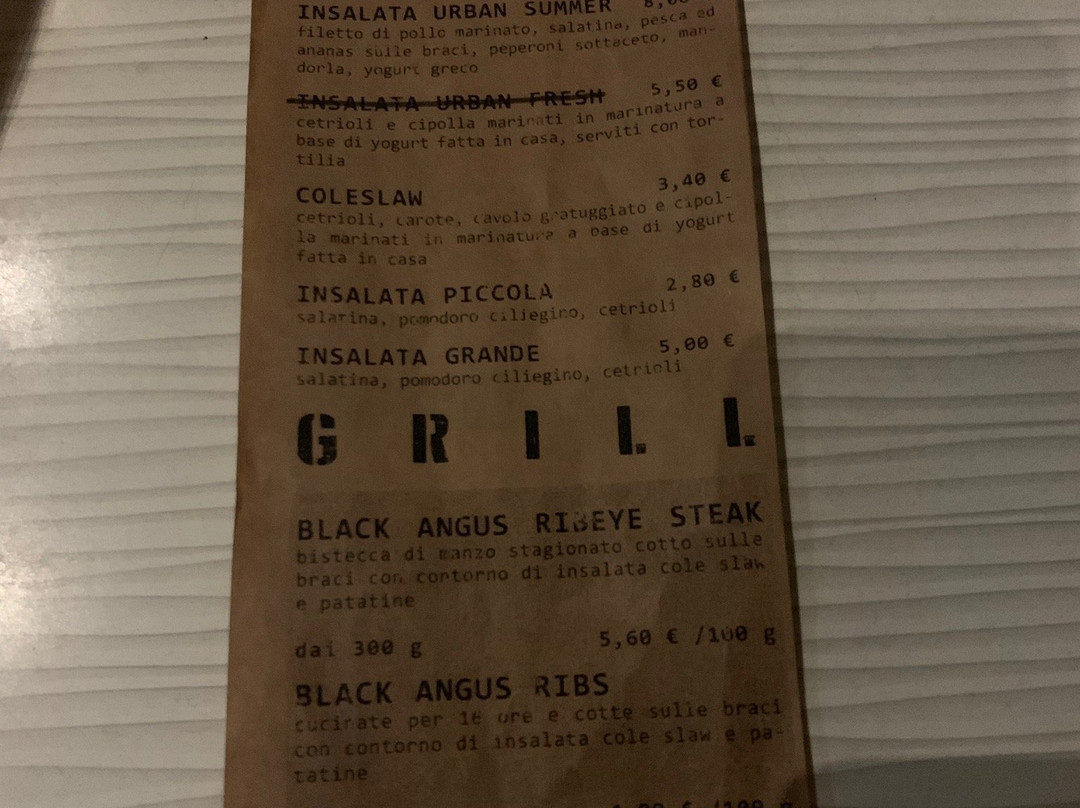 INSALATA URBAN SUMMER
filetto di pollo marinato, salatina, pesca ed
ananas sulle braci, peperoni sottaceto, man-
dorla, yogurt greco
INSALATA URBAN FRESH 5,50 €
cetrioli e cipolla marinati in marinatura a
base di yogurt fatta in casa, serviti con tor-
tilia
COLESLAW 3,40 €
cetrioli, carote, cavolo gratuggiato e cipol-
la marinati in marinatura a base di yogurt
fatta in casa
INSALATA PICCOLA 2,80 €
salatina, pomodoro ciliegino, cetrioli
INSALATA GRANDE 5,00 €
salatina, pomodoro ciliegino, cetrioli
GRILL
BLACK ANGUS RIBEYE STEAK
bistecca di manzo stagionato cotto sulle
braci con contorno di insalata cole slaw
e patatine
dai 300 g 5,60 € /100 g
BLACK ANGUS RIBS
cucinate per 16 ore e cotte sulle braci
con contorno di insalata cole slaw e pa-
tatine
€ /100 g